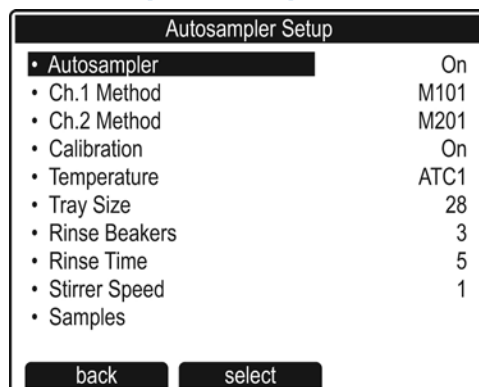 Autosampler Setup
• Autosampler On
• Ch.1 Method M101
• Ch.2 Method M201
• Calibration On
• Temperature ATC1
• Tray Size 28
• Rinse Beakers 3
• Rinse Time 5
• Stirrer Speed 1
• Samples
back select